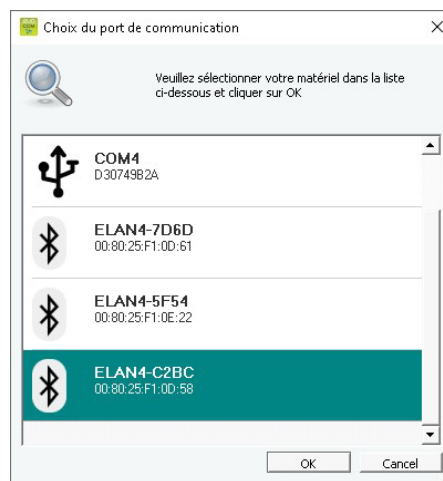 Choix du port de communication
Veuillez sélectionner votre matériel dans la liste
ci-dessous et cliquer sur OK
COM4
D30749B2A
ELAN4-7D6D
00:80:25:F1:0D:61
ELAN4-5F54
00:80:25:F1:0E:22
ELAN4-C2BC
00:80:25:F1:0D:58
OK
Cancel